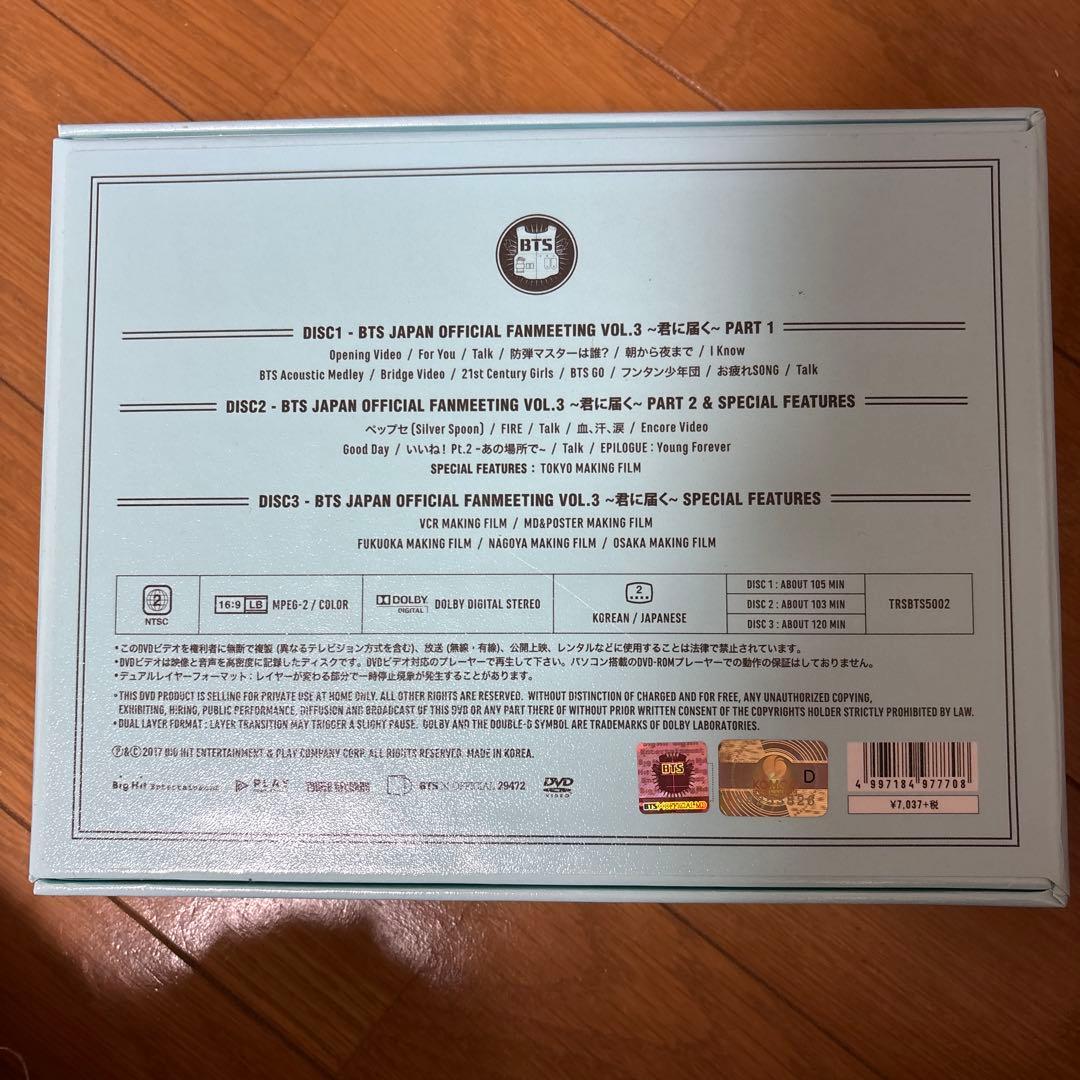 BTS
DISC1 - BTS JAPAN OFFICIAL FANMEETING VOL.3 ~君に届く~ PART 1
Opening Video / For You / Talk / 防弾マスターは誰? / 朝から夜まで / I Know
BTS Acoustic Medley / Bridge Video / 21st Century Girls / BTS GO / フンタン少年団 / お疲れSONG / Talk
DISC2 - BTS JAPAN OFFICIAL FANMEETING VOL.3 ~君に届く~ PART 2 & SPECIAL FEATURES
ペップセ (Silver Spoon) / FIRE / Talk / 血、汗、涙 / Encore Video
Good Day / いいね! Pt.2 -あの場所で- / Talk / EPILOGUE : Young Forever
SPECIAL FEATURES : TOKYO MAKING FILM
DISC3 - BTS JAPAN OFFICIAL FANMEETING VOL.3 ~君に届く~ SPECIAL FEATURES
VCR MAKING FILM / MD&POSTER MAKING FILM
FUKUOKA MAKING FILM / NAGOYA MAKING FILM / OSAKA MAKING FILM
2 NTSC
16:9 LB MPEG-2 / COLOR
DOLBY DIGITAL DOLBY DIGITAL STEREO
2 KOREAN / JAPANESE
DISC 1 : ABOUT 105 MIN
DISC 2 : ABOUT 103 MIN
DISC 3 : ABOUT 120 MIN
TRSBTS5002
•このDVDビデオを権利者に無断で複製 (異なるテレビジョン方式を含む)、放送 (無線・有線)、公開上映、レンタルなどに使用することは法律で禁止されています。
•DVDビデオは映像と音声を高密度に記録したディスクです。DVDビデオ対応のプレーヤーで再生して下さい。パソコン搭載のDVD-ROMプレーヤーでの動作の保証はしておりません。
•デュアルレイヤーフォーマット:レイヤーが変わる部分で一時停止現象が発生することがあります。
•THIS DVD PRODUCT IS SELLING FOR PRIVATE USE AT HOME ONLY. ALL OTHER RIGHTS ARE RESERVED. WITHOUT DISTINCTION OF CHARGED AND FOR FREE, ANY UNAUTHORIZED COPYING,
EXHIBITING, HIRING, PUBLIC PERFORMANCE, DIFFUSION AND BROADCAST OF THIS DVD OR ANY PART THERE OF WITHOUT PRIOR WRITTEN CONSENT OF THE COPYRIGHTS HOLDER STRICTLY PROHIBITED BY LAW.
•DUAL LAYER FORMAT : LAYER TRANSITION MAY TRIGGER A SLIGHT PAUSE. DOLBY AND THE DOUBLE-D SYMBOL ARE TRADEMARKS OF DOLBY LABORATORIES.
Ⓟ&Ⓒ 2017 BIG HIT ENTERTAINMENT & PLAY COMPANY CORP. ALL RIGHTS RESERVED. MADE IN KOREA.
Big Hit Entertainment PLAY BTS OFFICIAL 29472 DVD VIDEO
BTS
D
4 997184 977708
¥7,037+税